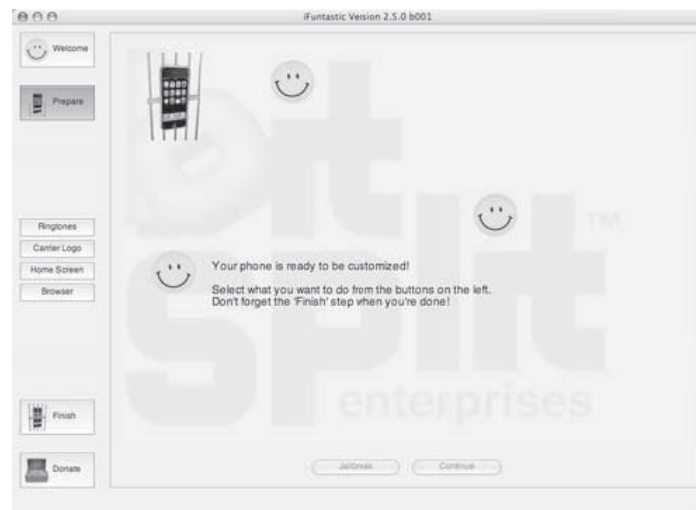 iFuntastic Version 2.5.0 b001
Welcome
Prepare
Ringtones
Carrier Logo
Home Screen
Browser
Finish
Donate
Your phone is ready to be customized!
Select what you want to do from the buttons on the left.
Don't forget the 'Finish' step when you're done!
bit
split
TM
enterprises
Jailbreak
Continue